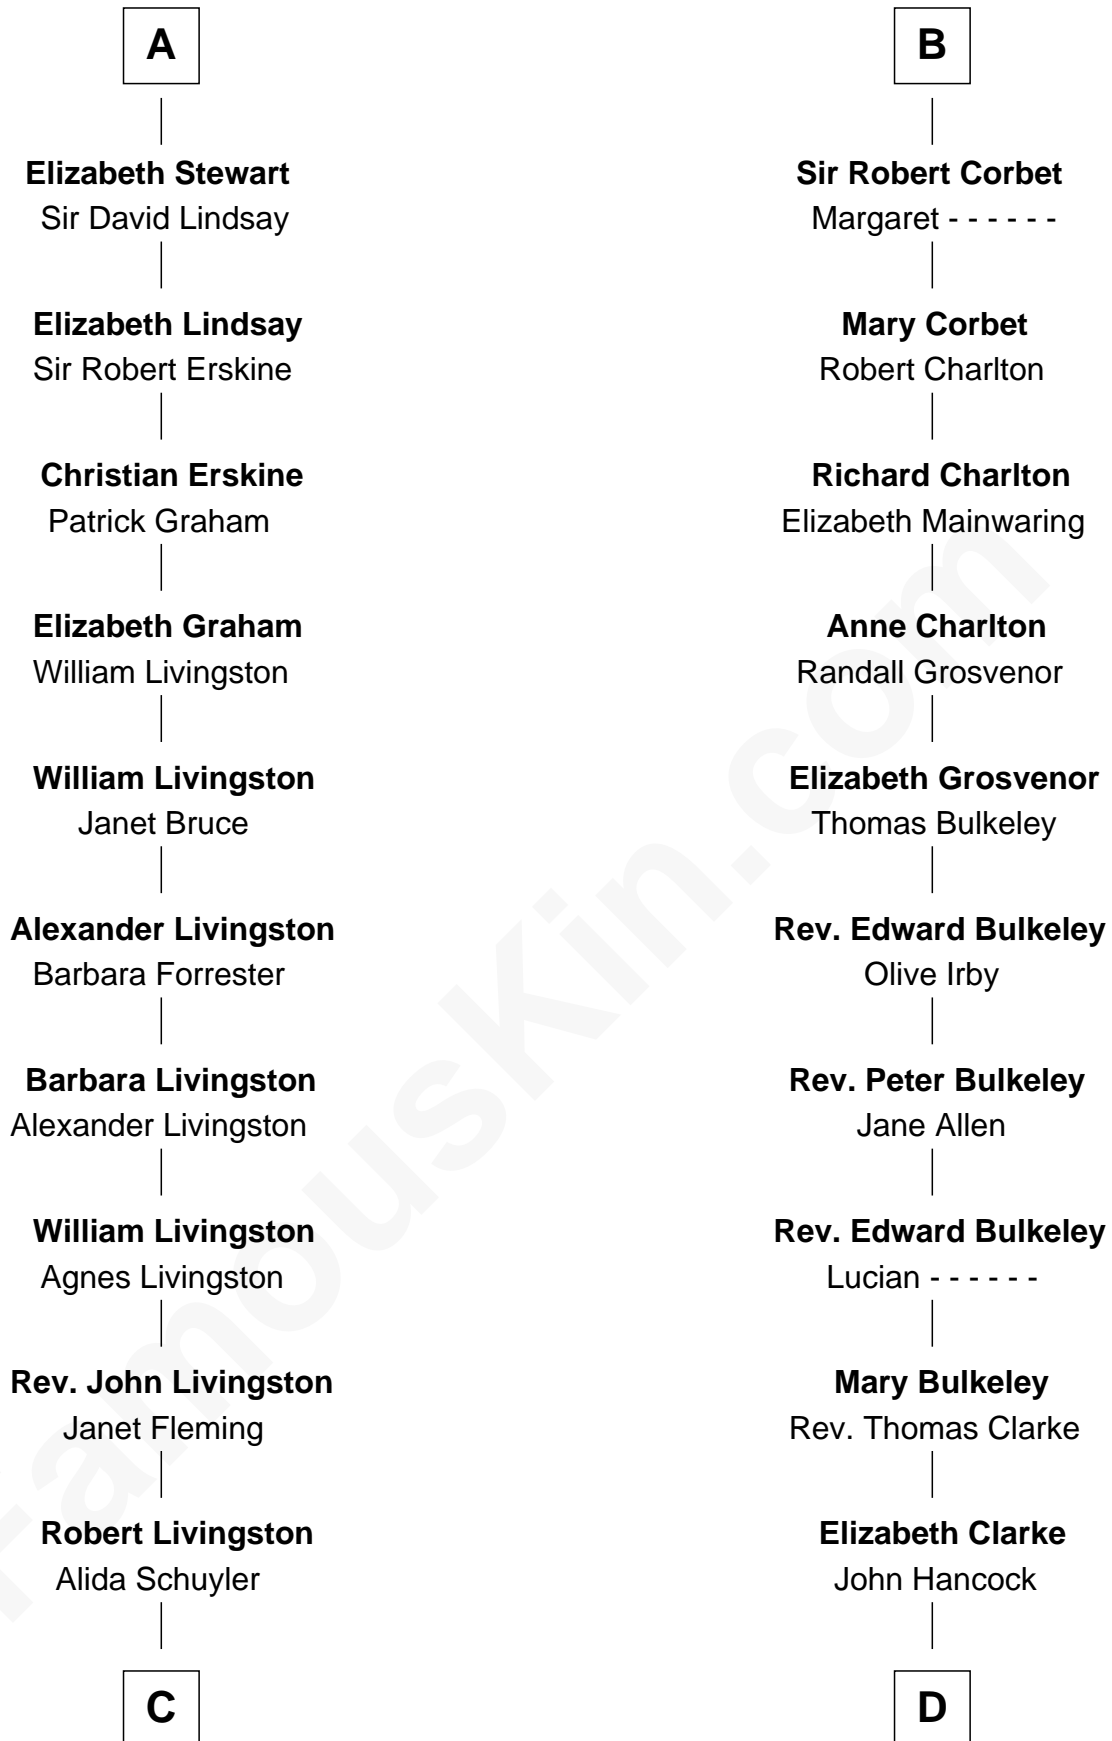 A
Elizabeth Stewart
Sir David Lindsay
Elizabeth Lindsay
Sir Robert Erskine
Christian Erskine
Patrick Graham
Elizabeth Graham
William Livingston
William Livingston
Janet Bruce
Alexander Livingston
Barbara Forrester
Barbara Livingston
Alexander Livingston
William Livingston
Agnes Livingston
Rev. John Livingston
Janet Fleming
Robert Livingston
Alida Schuyler
C
B
Sir Robert Corbet
Margaret - - - - - -
Mary Corbet
Robert Charlton
Richard Charlton
Elizabeth Mainwaring
Anne Charlton
Randall Grosvenor
Elizabeth Grosvenor
Thomas Bulkeley
Rev. Edward Bulkeley
Olive Irby
Rev. Peter Bulkeley
Jane Allen
Rev. Edward Bulkeley
Lucian - - - - - -
Mary Bulkeley
Rev. Thomas Clarke
Elizabeth Clarke
John Hancock
D
FamousKin.com